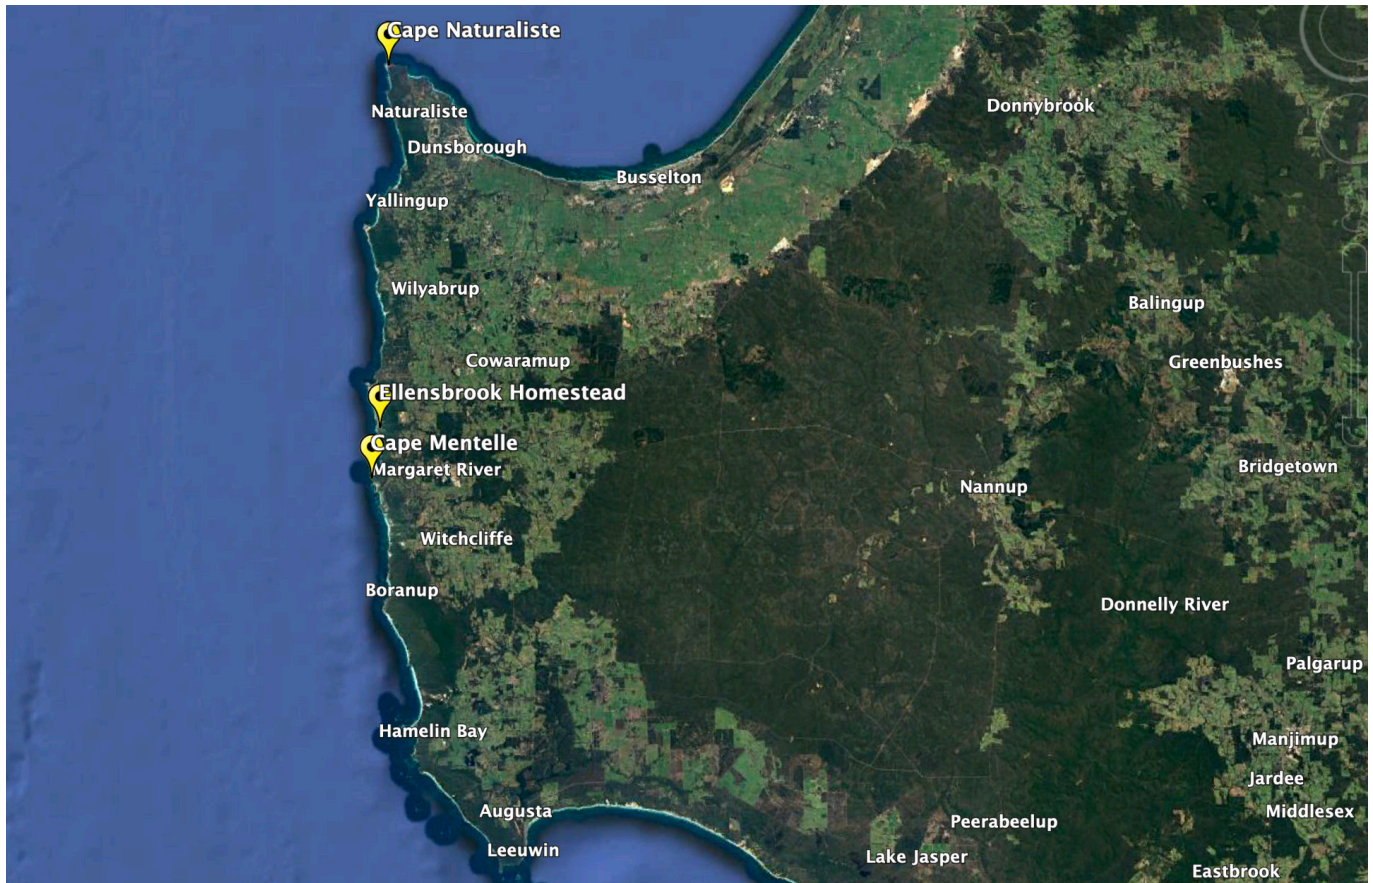 Cape Naturaliste
Donnybrook
Naturaliste
Dunsborough
Busselton
Yallingup
Wilyabrup
Balingup
Cowaramup
Greenbushes
Ellensbrook Homestead
Cape Mentelle
Margaret River
Bridgetown
Nannup
Witchcliffe
Boranup
Donnelly River
Palgarup
Hamelin Bay
Manjimup
Jardee
Augusta
Middlesex
Peerabeelup
Leeuwin
Lake Jasper
Eastbrook